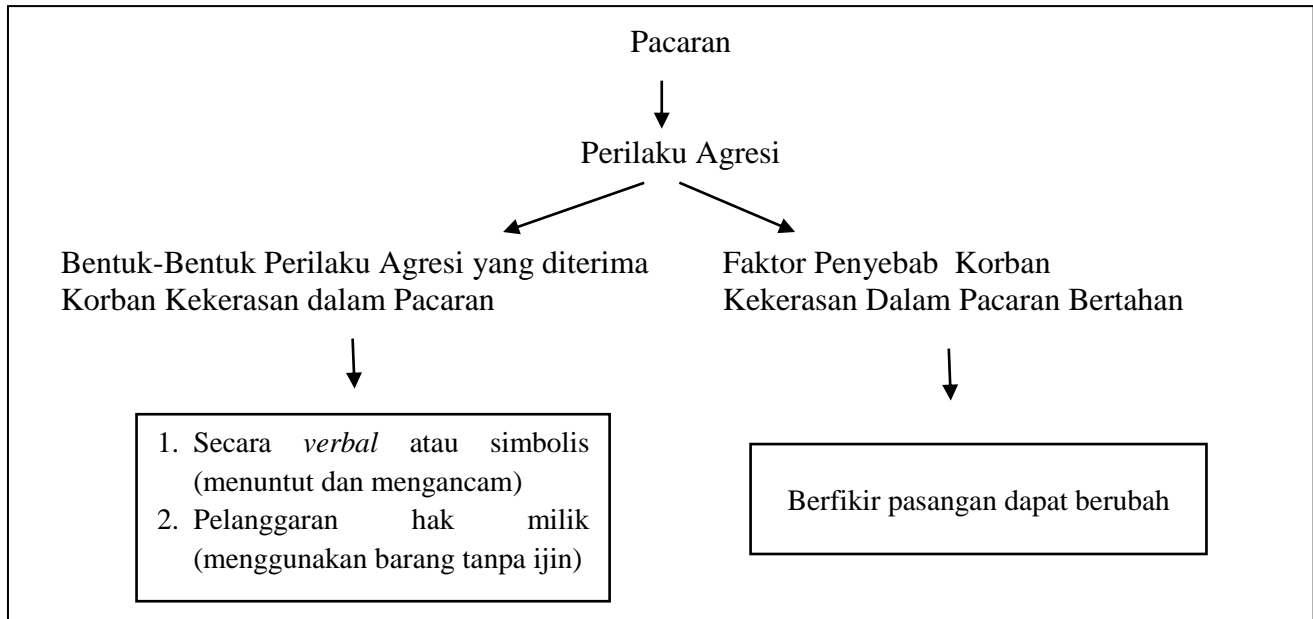 Pacaran
Perilaku Agresi
Bentuk-Bentuk Perilaku Agresi yang diterima
Korban Kekerasan dalam Pacaran
Faktor Penyebab Korban
Kekerasan Dalam Pacaran Bertahan
1. Secara verbal atau simbolis
(menuntut dan mengancam)
2. Pelanggaran hak milik
(menggunakan barang tanpa ijin)
Berfikir pasangan dapat berubah